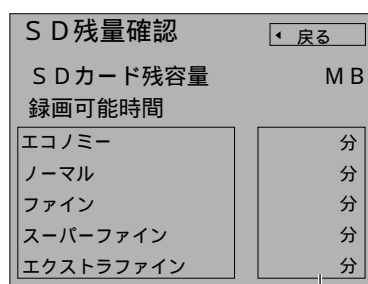 ＳＤ残量確認
戻る
ＳＤカード残容量 ＭＢ
録画可能時間
エコノミー 分
ノーマル 分
ファイン 分
スーパーファイン 分
エクストラファイン 分